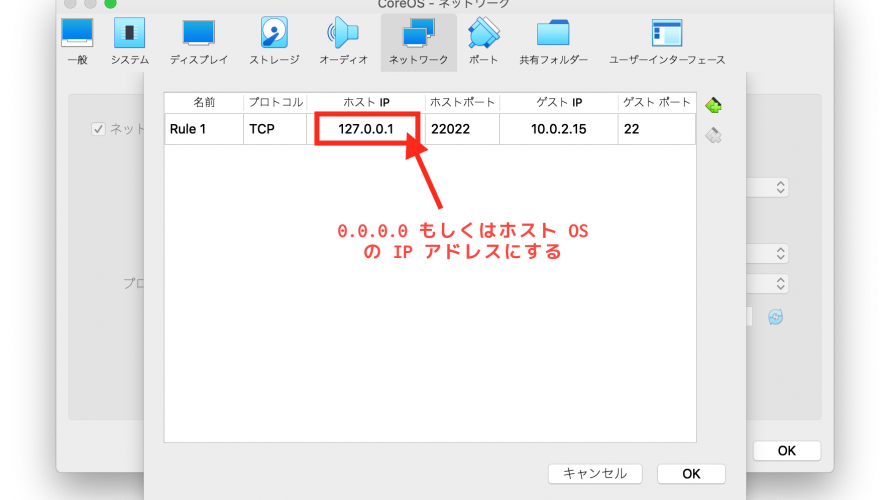 CoreOS - ネットワーク
一般 システム ディスプレイ ストレージ オーディオ ネットワーク ポート 共有フォルダー ユーザーインターフェース
名前 プロトコル ホスト IP ホストポート ゲスト IP ゲスト ポート
Rule 1 TCP 127.0.0.1 22022 10.0.2.15 22
ネット
0.0.0.0 もしくはホスト OS
の IP アドレスにする
プロ
OK
キャンセル OK